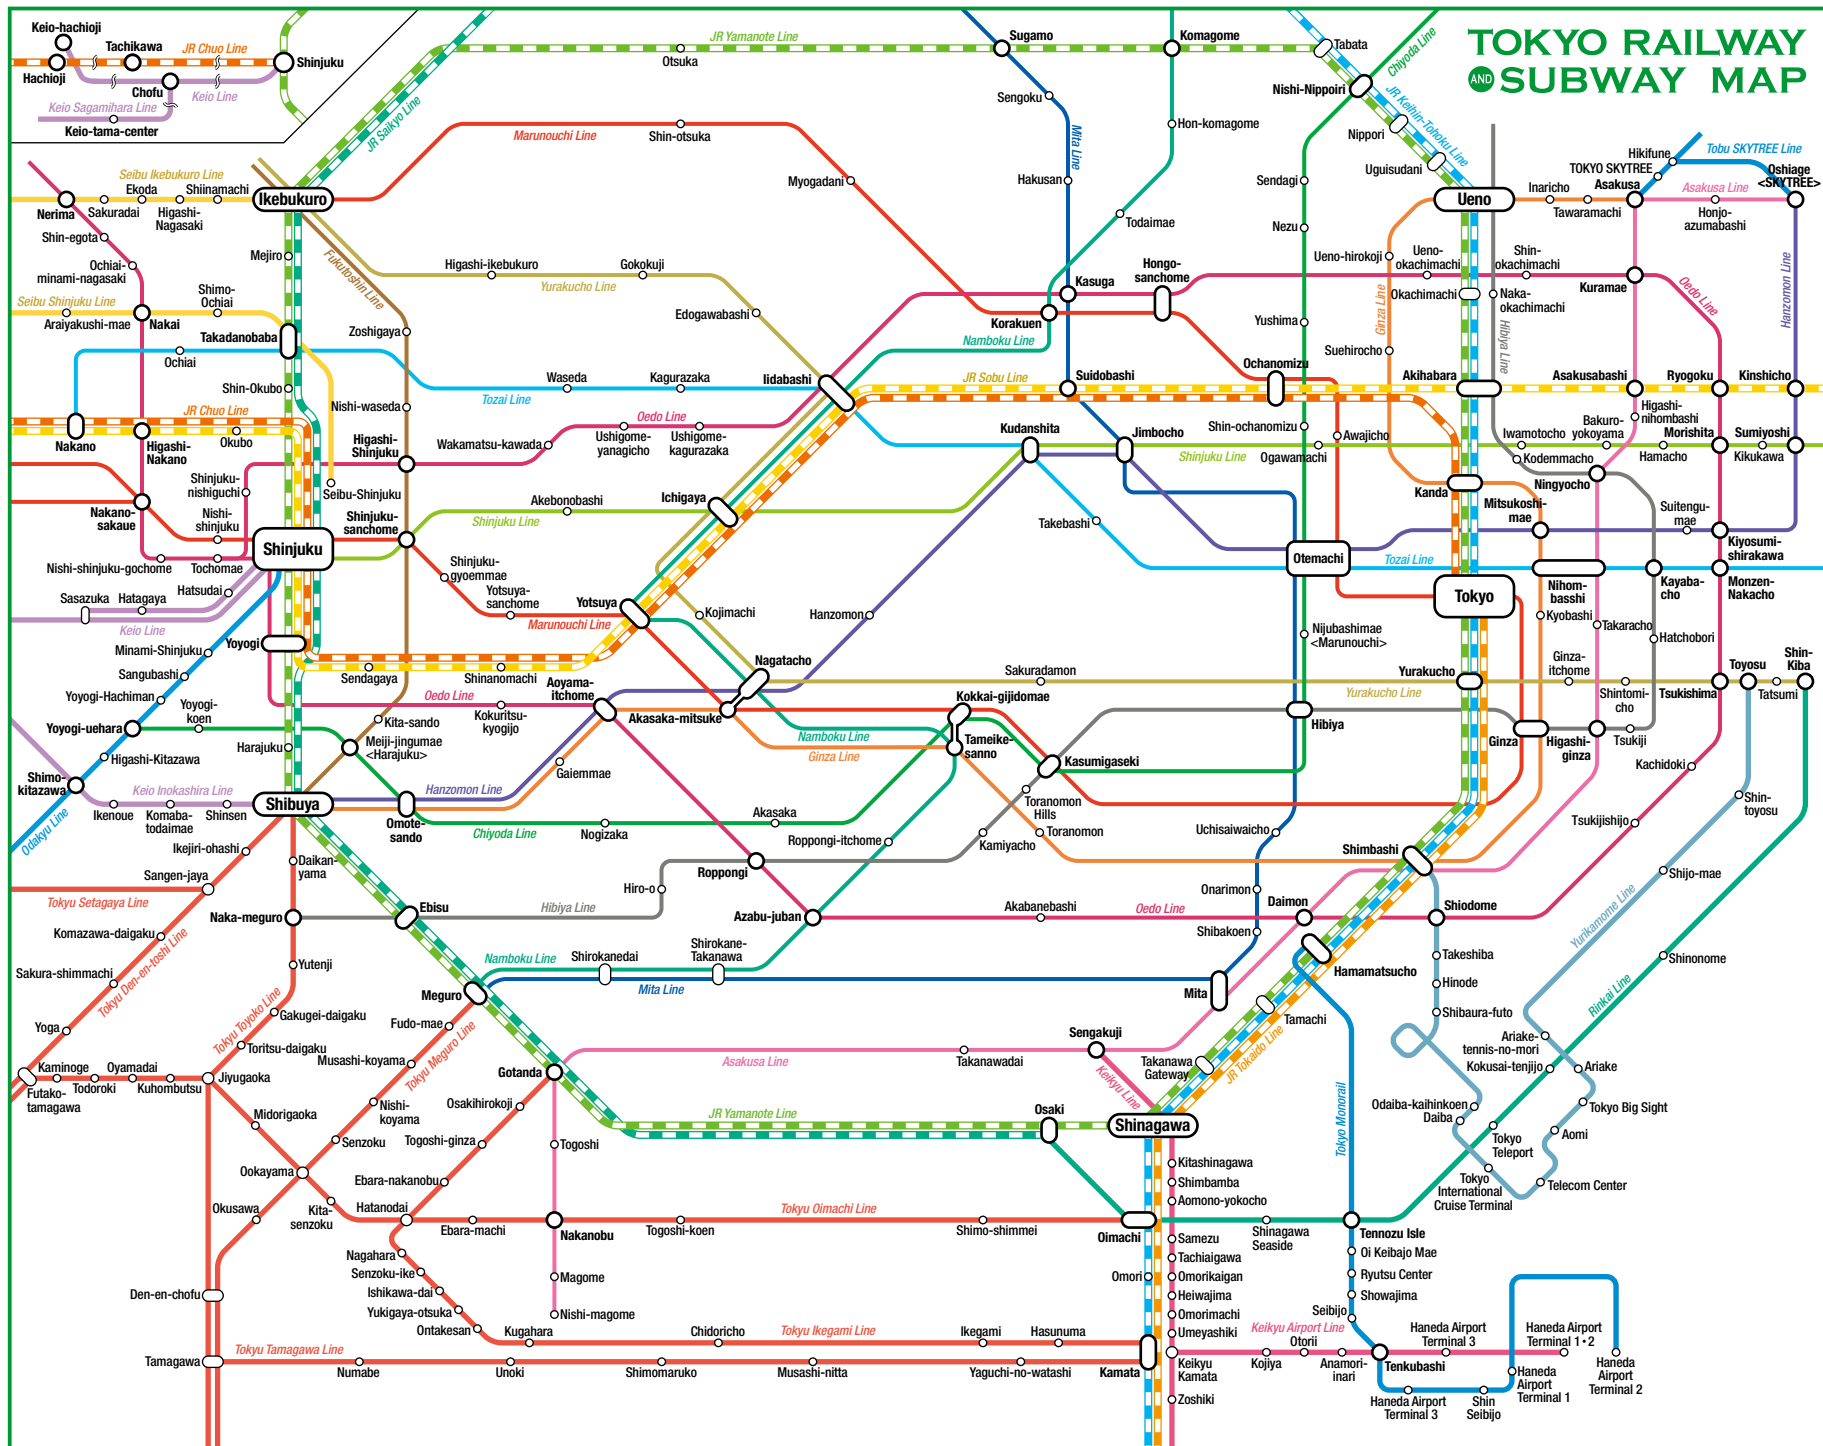 TOKYO RAILWAY
AND SUBWAY MAP
Keio-hachioji
Tachikawa
JR Chuo Line
Shinjuku
Hachioji
Chofu
Keio Line
Keio Sagamihara Line
Keio-tama-center
JR Saikyo Line
JR Yamanote Line
Otsuka
Sugamo
Komagome
Tabata
Chiyoda Line
Sengoku
Nishi-Nippoiri
JR Keihin-Tohoku Line
Marunouchi Line
Shin-otsuka
Mita Line
Hon-komagome
Nippori
Uguisudani
Hikifune
Tobu SKYTREE Line
TOKYO SKYTREE
Oshiage
<SKYTREE>
Seibu Ikebukuro Line
Ekoda
Shiinamachi
Ikebukuro
Myogadani
Hakusan
Sendagi
Ueno
Inaricho
Asakusa
Asakusa Line
Nerima
Sakuradai
Higashi-
Nagasaki
Tawaramachi
Honjo-
azumabashi
Shin-egota
Todaimae
Nezu
Ochiai-
minami-nagasaki
Mejiro
Fukutoshin Line
Higashi-ikebukuro
Gokokuji
Yurakucho Line
Kasuga
Hongo-
sanchome
Ueno-hirokoji
Ueno-
okachimachi
Shin-
okachimachi
Kuramae
Oedo Line
Hanzomon Line
Seibu Shinjuku Line
Shimo-
Ochiai
Araiyakushi-mae
Nakai
Takadanobaba
Zoshigaya
Edogawabashi
Korakuen
Namboku Line
Yushima
Ginza Line
Okachimachi
Naka-
okachimachi
Hibiya Line
Suehirocho
Ochiai
Shin-Okubo
Waseda
Kagurazaka
Tozai Line
Iidabashi
JR Sobu Line
Suidobashi
Ochanomizu
Akihabara
Asakusabashi
Ryogoku
Kinshicho
JR Chuo Line
Nishi-waseda
Oedo Line
Nakano
Higashi-
Nakano
Okubo
Higashi-
Shinjuku
Wakamatsu-kawada
Ushigome-
yanagicho
Ushigome-
kagurazaka
Kudanshita
Jimbocho
Shin-ochanomizu
Awajicho
Shinjuku Line
Ogawamachi
Iwamotocho
Bakuro-
yokoyama
Higashi-
nihombashi
Morishita
Hamacho
Sumiyoshi
Kikukawa
Kodemmacho
Ningyocho
Shinjuku-
nishiguchi
Seibu-Shinjuku
Nakano-
sakaue
Nishi-
shinjuku
Shinjuku-
sanchome
Akebonobashi
Shinjuku Line
Ichigaya
Kanda
Mitsukoshi-
mae
Suitengu-
mae
Takebashi
Shinjuku
Nishi-shinjuku-gochome
Tochomae
Otemachi
Tozai Line
Kiyosumi-
shirakawa
Hatsudai
Shinjuku-
gyoemmae
Sasazuka
Hatagaya
Yotsuya-
sanchome
Yotsuya
Kojimachi
Hanzomon
Tokyo
Nihom-
basshi
Kayaba-
cho
Monzen-
Nakacho
Keio Line
Marunouchi Line
Kyobashi
Takaracho
Hatchobori
Yoyogi
Minami-Shinjuku
Nijubashimae
<Marunouchi>
Sangubashi
Sendagaya
Shinanomachi
Nagatacho
Sakuradamon
Yurakucho
Ginza-
itchome
Toyosu
Shin-
Kiba
Yoyogi-Hachiman
Yoyogi-
koen
Oedo Line
Aoyama-
itchome
Kokuritsu-
kyogijo
Akasaka-mitsuke
Kokkai-gijidomae
Yurakucho Line
Shintomi-
cho
Tsukishima
Tatsumi
Yoyogi-uehara
Kita-sando
Meiji-jingumae
<Harajuku>
Harajuku
Namboku Line
Ginza Line
Tameike-
sanno
Hibiya
Ginza
Higashi-
ginza
Tsukiji
Higashi-Kitazawa
Gaiemmae
Kasumigaseki
Kachidoki
Shimo-
kitazawa
Keio Inokashira Line
Ikenoue
Komaba-
todaimae
Shinsen
Odakyu Line
Shibuya
Hanzomon Line
Omote-
sando
Chiyoda Line
Nogizaka
Akasaka
Toranomon
Hills
Toranomon
Shin-
toyosu
Tsukijishijo
Ikejiri-ohashi
Daikan-
yama
Roppongi-itchome
Kamiyacho
Uchisaiwaicho
Shimbashi
Sangen-jaya
Tokyu Setagaya Line
Roppongi
Hiro-o
Onarimon
Shijo-mae
Naka-meguro
Ebisu
Hibiya Line
Azabu-juban
Akabanebashi
Oedo Line
Daimon
Shiodome
Yurikamome Line
Komazawa-daigaku
Tokyu Den-en-toshi Line
Shibakoen
Takeshiba
Shinonome
Sakura-shimmachi
Yutenji
Namboku Line
Shirokanedai
Shirokane-
Takanawa
Mita Line
Hamamatsucho
Hinode
Rinkai Line
Meguro
Mita
Tamachi
Shibaura-futo
Yoga
Tokyu Toyoko Line
Gakugei-daigaku
Fudo-mae
Tokyu Meguro Line
Toritsu-daigaku
Musashi-koyama
Sengakuji
Asakusa Line
Takanawadai
Takanawa
Gateway
JR Tokaido Line
Ariake-
tennis-no-mori
Kokusai-tenjijo
Ariake
Kaminoge
Oyamadai
Todoroki
Kuhombutsu
Jiyugaoka
Futako-
tamagawa
Gotanda
Keikyu Line
Tokyo Monorail
Odaiba-kaihinkoen
Daiba
Tokyo Big Sight
Midorigaoka
Nishi-
koyama
Osakihirokoji
JR Yamanote Line
Osaki
Shinagawa
Tokyo
Teleport
Aomi
Senzoku
Togoshi-ginza
Togoshi
Kitashinagawa
Shimbamba
Aomono-yokocho
Tokyo
International
Cruise Terminal
Telecom Center
Ookayama
Ebara-nakanobu
Okusawa
Kita-
senzoku
Hatanodai
Ebara-machi
Nakanobu
Togoshi-koen
Tokyu Oimachi Line
Shimo-shimmei
Oimachi
Shinagawa
Seaside
Tennozu Isle
Nagahara
Samezu
Tachiaigawa
Oi Keibajo Mae
Senzoku-ike
Magome
Omori
Omorikaigan
Ryutsu Center
Den-en-chofu
Ishikawa-dai
Heiwajima
Showajima
Yukigaya-otsuka
Nishi-magome
Omorimachi
Seibijo
Ontakesan
Kugahara
Chidoricho
Tokyu Ikegami Line
Ikegami
Hasunuma
Umeyashiki
Keikyu Airport Line
Otorii
Haneda Airport
Terminal 3
Haneda Airport
Terminal 1・2
Tamagawa
Tokyu Tamagawa Line
Numabe
Unoki
Shimomaruko
Musashi-nitta
Yaguchi-no-watashi
Kamata
Keikyu
Kamata
Kojiya
Anamori-
inari
Tenkubashi
Haneda
Airport
Terminal 1
Haneda
Airport
Terminal 2
Zoshiki
Haneda Airport
Terminal 3
Shin
Seibijo